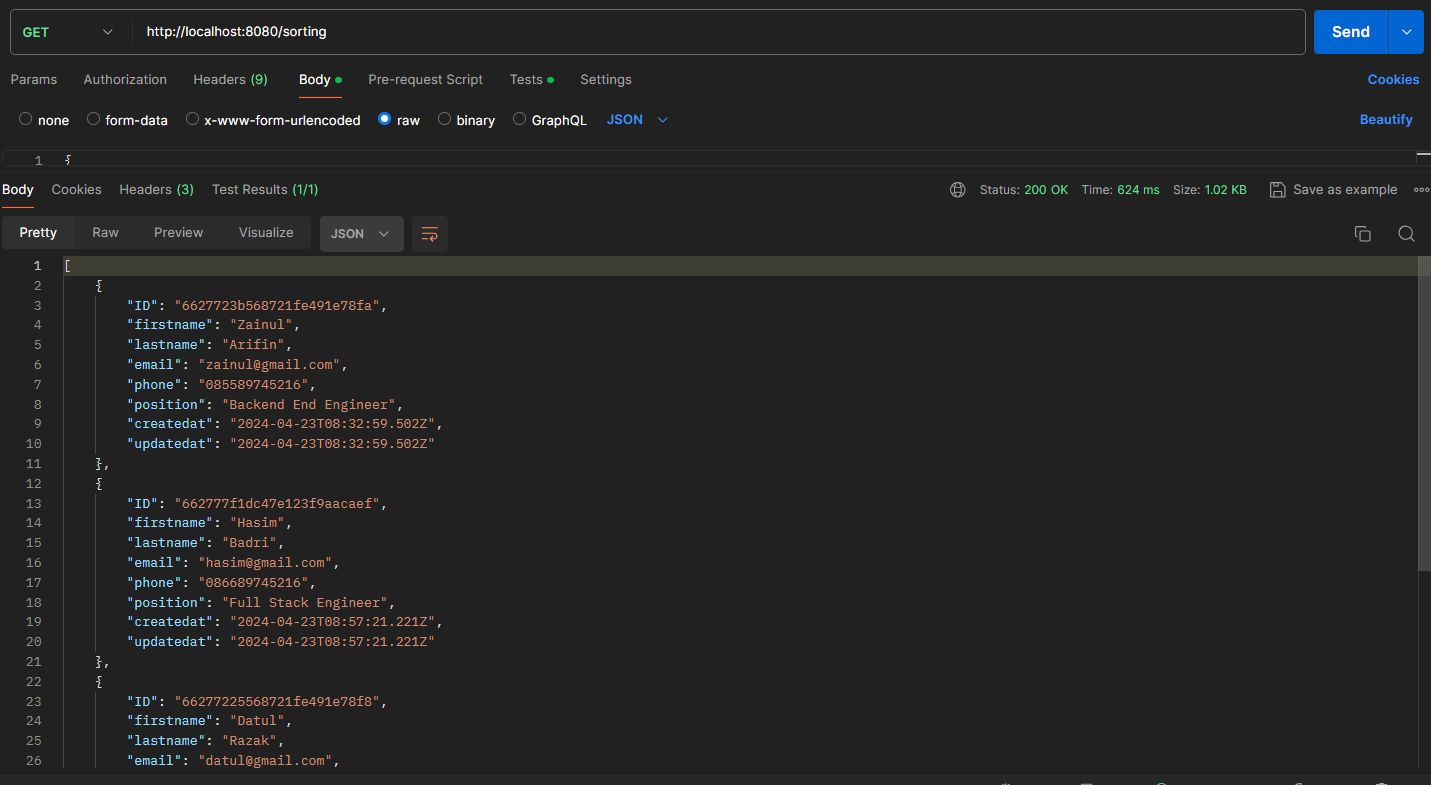 GET http://localhost:8080/sorting Send
Params Authorization Headers (9) Body Pre-request Script Tests Settings Cookies
none form-data x-www-form-urlencoded raw binary GraphQL JSON Beautify
1 {
Body Cookies Headers (3) Test Results (1/1) Status: 200 OK Time: 624 ms Size: 1.02 KB Save as example
Pretty Raw Preview Visualize JSON
1 [
2 {
3 "ID": "6627723b568721fe491e78fa",
4 "firstname": "Zainul",
5 "lastname": "Arifin",
6 "email": "zainul@gmail.com",
7 "phone": "085589745216",
8 "position": "Backend End Engineer",
9 "createdat": "2024-04-23T08:32:59.502Z",
10 "updatedat": "2024-04-23T08:32:59.502Z"
11 },
12 {
13 "ID": "662777f1dc47e123f9aacaef",
14 "firstname": "Hasim",
15 "lastname": "Badri",
16 "email": "hasim@gmail.com",
17 "phone": "086689745216",
18 "position": "Full Stack Engineer",
19 "createdat": "2024-04-23T08:57:21.221Z",
20 "updatedat": "2024-04-23T08:57:21.221Z"
21 },
22 {
23 "ID": "66277225568721fe491e78f8",
24 "firstname": "Datul",
25 "lastname": "Razak",
26 "email": "datul@gmail.com",